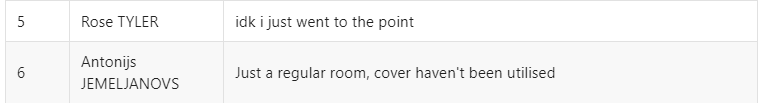 5 Rose TYLER idk i just went to the point
6 Antonijs JEMELJANOVS Just a regular room, cover haven't been utilised